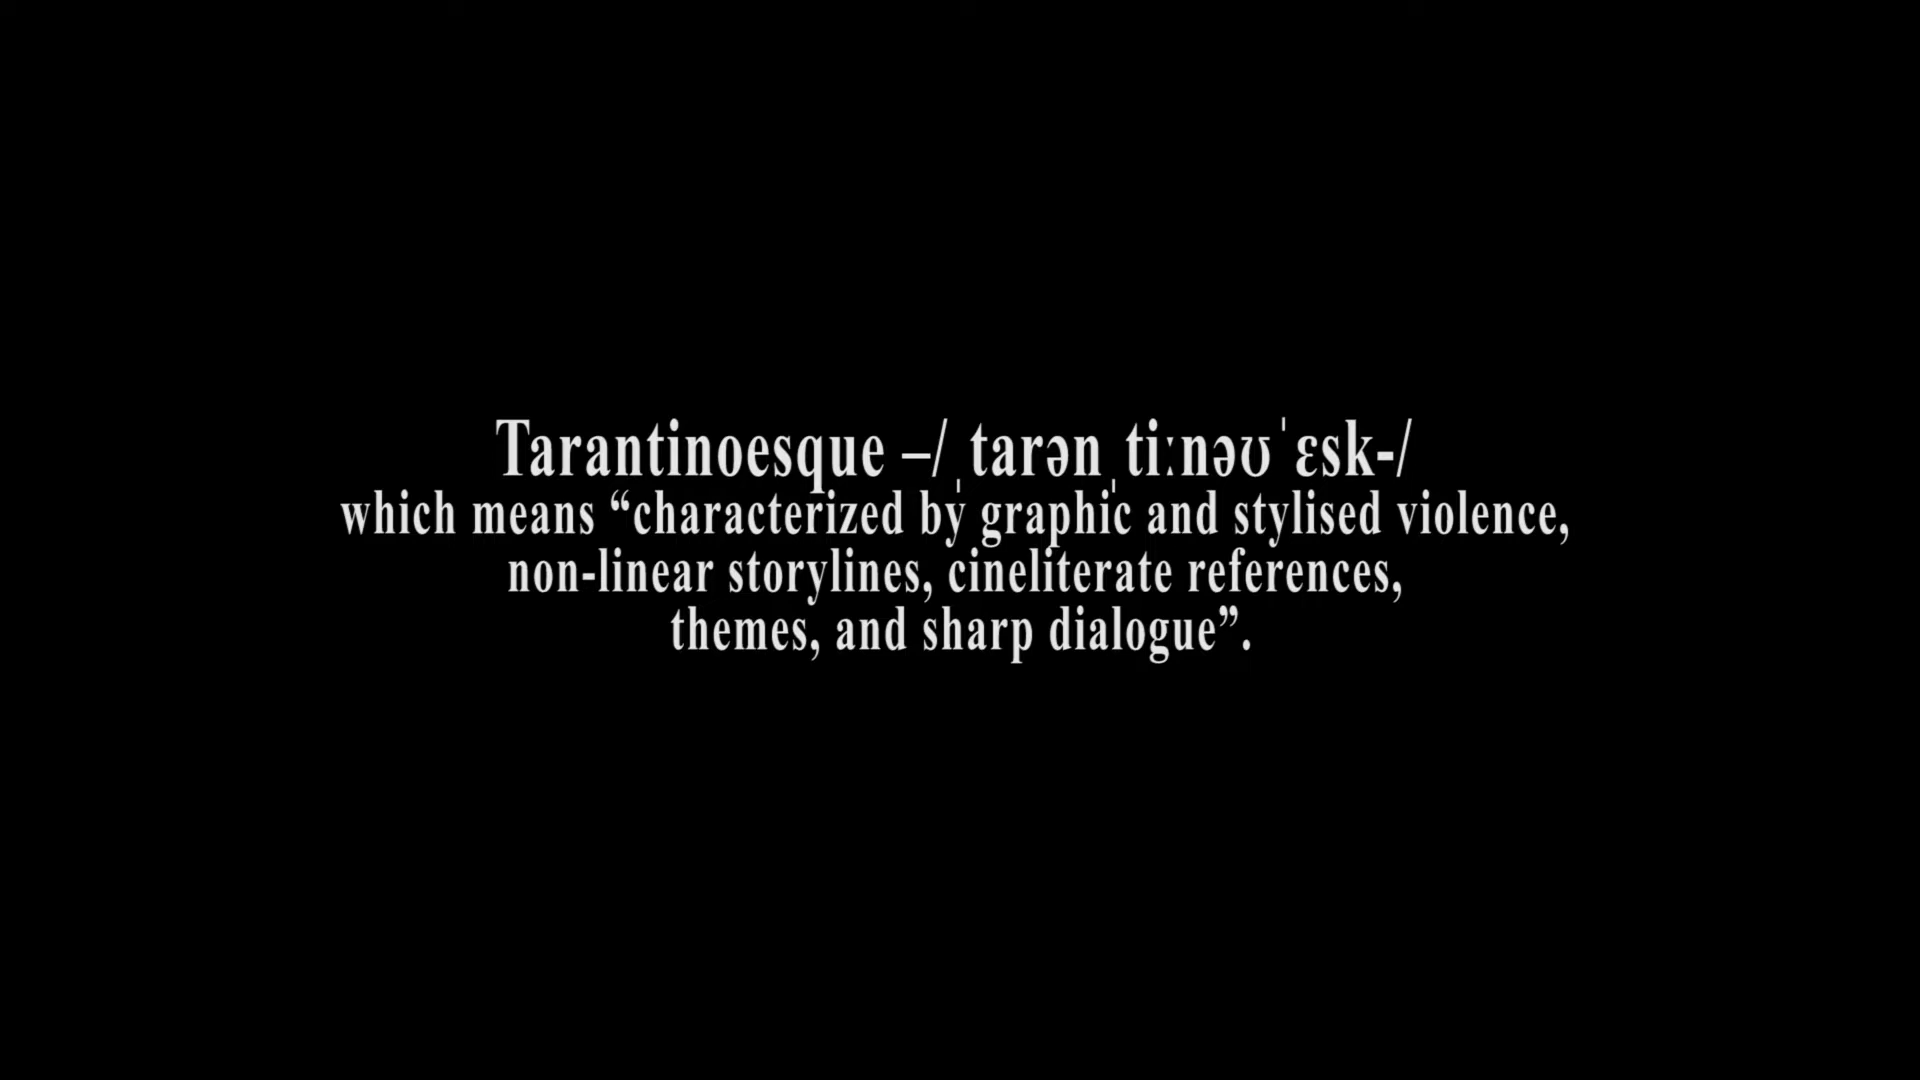 Tarantinoesque –/ˌtarənˌtiːnəʊˈɛsk-/
which means “characterized by graphic and stylised violence,
non-linear storylines, cineliterate references,
themes, and sharp dialogue”.